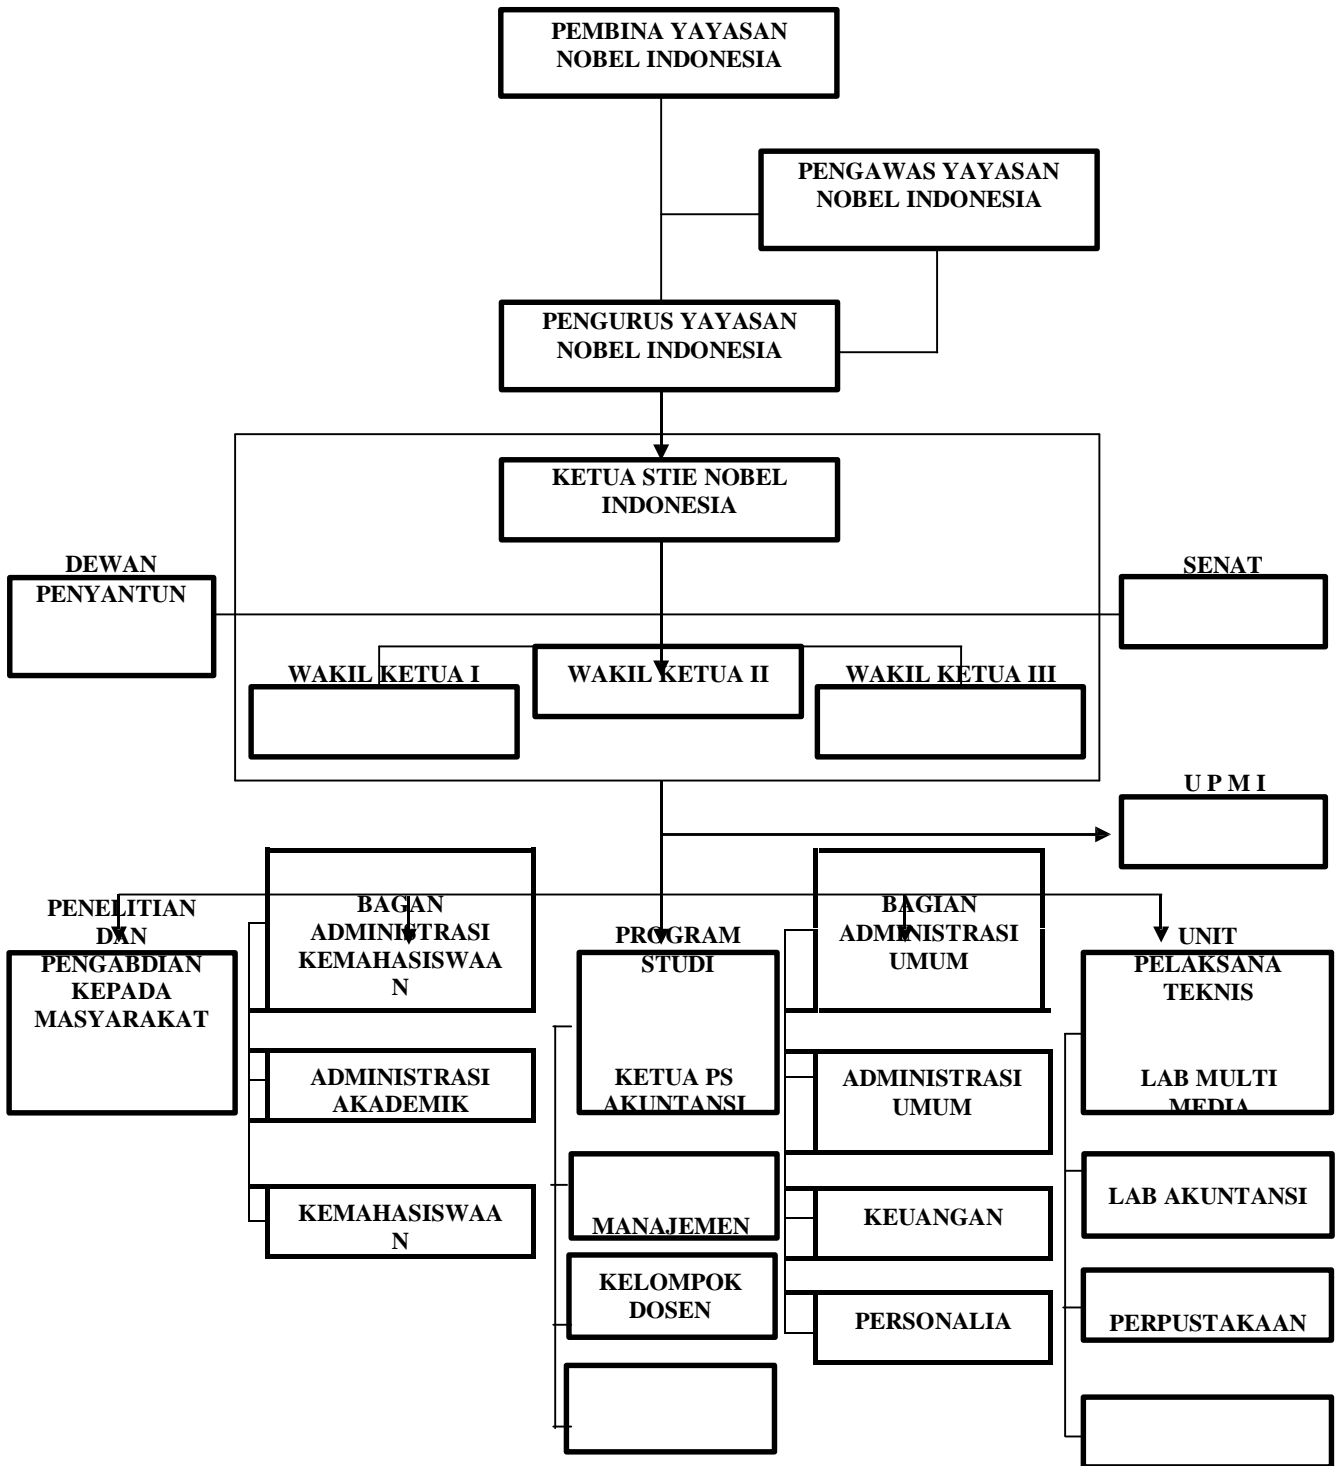 PEMBINA YAYASAN
NOBEL INDONESIA
PENGAWAS YAYASAN
NOBEL INDONESIA
PENGURUS YAYASAN
NOBEL INDONESIA
KETUA STIE NOBEL
INDONESIA
DEWAN
PENYANTUN
SENAT
WAKIL KETUA I
WAKIL KETUA II
WAKIL KETUA III
U P M I
PENELITIAN
DAN
PENGABDIAN
KEPADA
MASYARAKAT
BAGAN
ADMINISTRASI
KEMAHASISWAA
N
ADMINISTRASI
AKADEMIK
KEMAHASISWAA
N
PROGRAM
STUDI
KETUA PS
AKUNTANSI
MANAJEMEN
KELOMPOK
DOSEN
BAGIAN
ADMINISTRASI
UMUM
ADMINISTRASI
UMUM
KEUANGAN
PERSONALIA
UNIT
PELAKSANA
TEKNIS
LAB MULTI
MEDIA
LAB AKUNTANSI
PERPUSTAKAAN